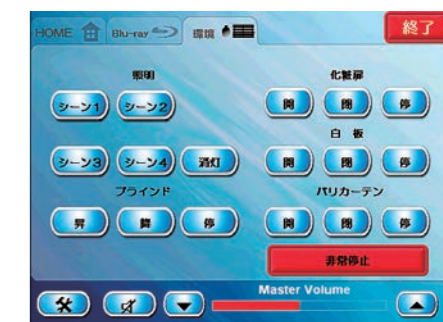 HOME Blu-ray 環境 終了
照明 化粧扉
シーン1 シーン2 開 閉 停
白板
シーン3 シーン4 消灯 開 閉 停
ブラインド バリカーテン
昇 降 停 開 閉 停
非常停止
Master Volume